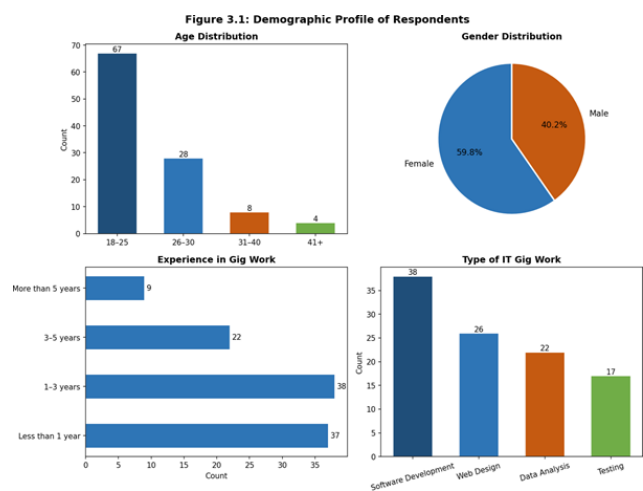 Figure 3.1: Demographic Profile of Respondents
Age Distribution
70
60
50
40
30
20
10
0
Count
67
28
8
4
18–25
26–30
31–40
41+
Gender Distribution
Male
40.2%
59.8%
Female
Experience in Gig Work
More than 5 years
3–5 years
1–3 years
Less than 1 year
9
22
38
37
0
5
10
15
20
25
30
35
Count
Type of IT Gig Work
35
30
25
20
15
10
5
0
Count
38
26
22
17
Software Development
Web Design
Data Analysis
Testing